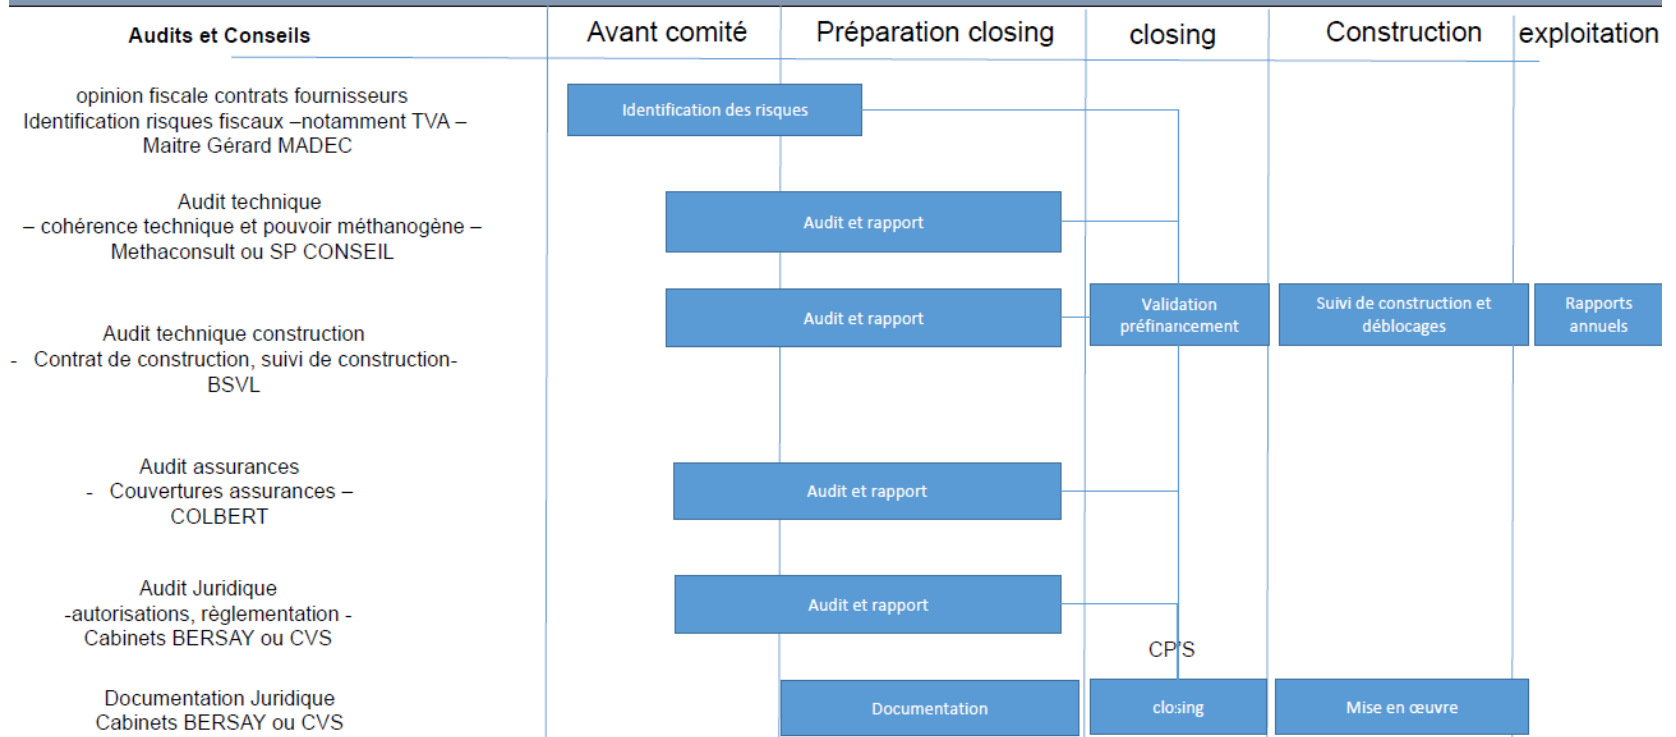 Audits et Conseils
Avant comité
Préparation closing
closing
Construction
exploitation
opinion fiscale contrats fournisseurs
Identification risques fiscaux –notamment TVA –
Maitre Gérard MADEC
Identification des risques
Audit technique
– cohérence technique et pouvoir méthanogène –
Methaconsult ou SP CONSEIL
Audit et rapport
Audit technique construction
- Contrat de construction, suivi de construction-
BSVL
Audit et rapport
Validation
préfinancement
Suivi de construction et
déblocages
Rapports
annuels
Audit assurances
- Couvertures assurances –
COLBERT
Audit et rapport
Audit Juridique
-autorisations, règlementation -
Cabinets BERSAY ou CVS
Audit et rapport
CP'S
Documentation Juridique
Cabinets BERSAY ou CVS
Documentation
closing
Mise en œuvre